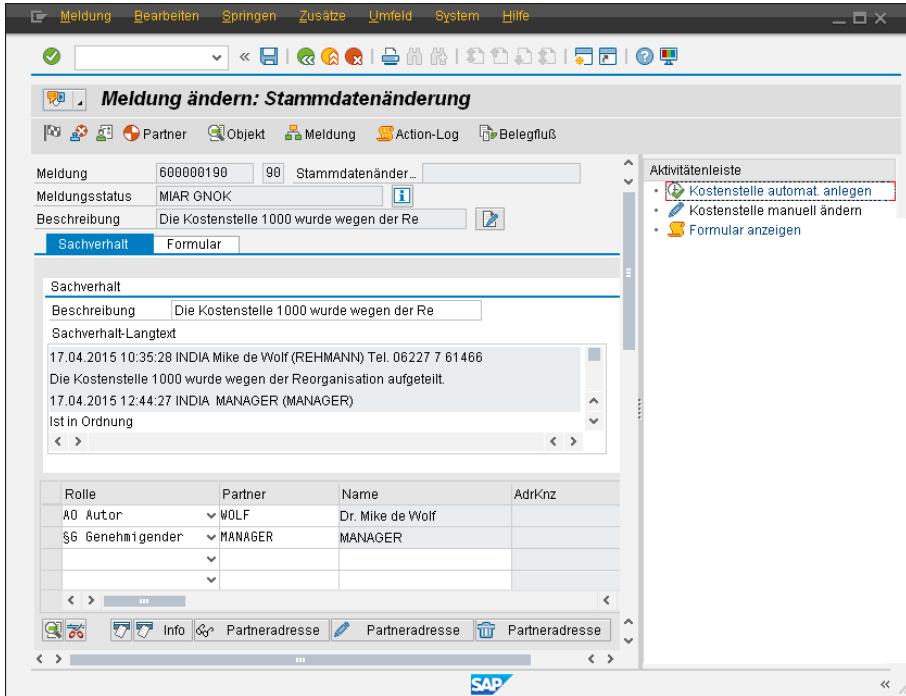 Meldung Bearbeiten Springen Zusätze Umfeld System Hilfe
Meldung ändern: Stammdatenänderung
Partner Objekt Meldung Action-Log Belegfluß
Meldung 600000190 90 Stammdatenänder...
Meldungsstatus MIAR GNOK
Beschreibung Die Kostenstelle 1000 wurde wegen der Re
Sachverhalt Formular
Sachverhalt
Beschreibung Die Kostenstelle 1000 wurde wegen der Re
Sachverhalt-Langtext
17.04.2015 10:35:28 INDIA Mike de Wolf (REHMANN) Tel. 06227 7 61466
Die Kostenstelle 1000 wurde wegen der Reorganisation aufgeteilt.
17.04.2015 12:44:27 INDIA MANAGER (MANAGER)
Ist in Ordnung
Rolle Partner Name AdrKnz
AO Autor WOLF Dr. Mike de Wolf
§G Genehmigender MANAGER MANAGER
Info Partneradresse Partneradresse Partneradresse
Aktivitätenleiste
Kostenstelle automat. anlegen
Kostenstelle manuell ändern
Formular anzeigen
SAP